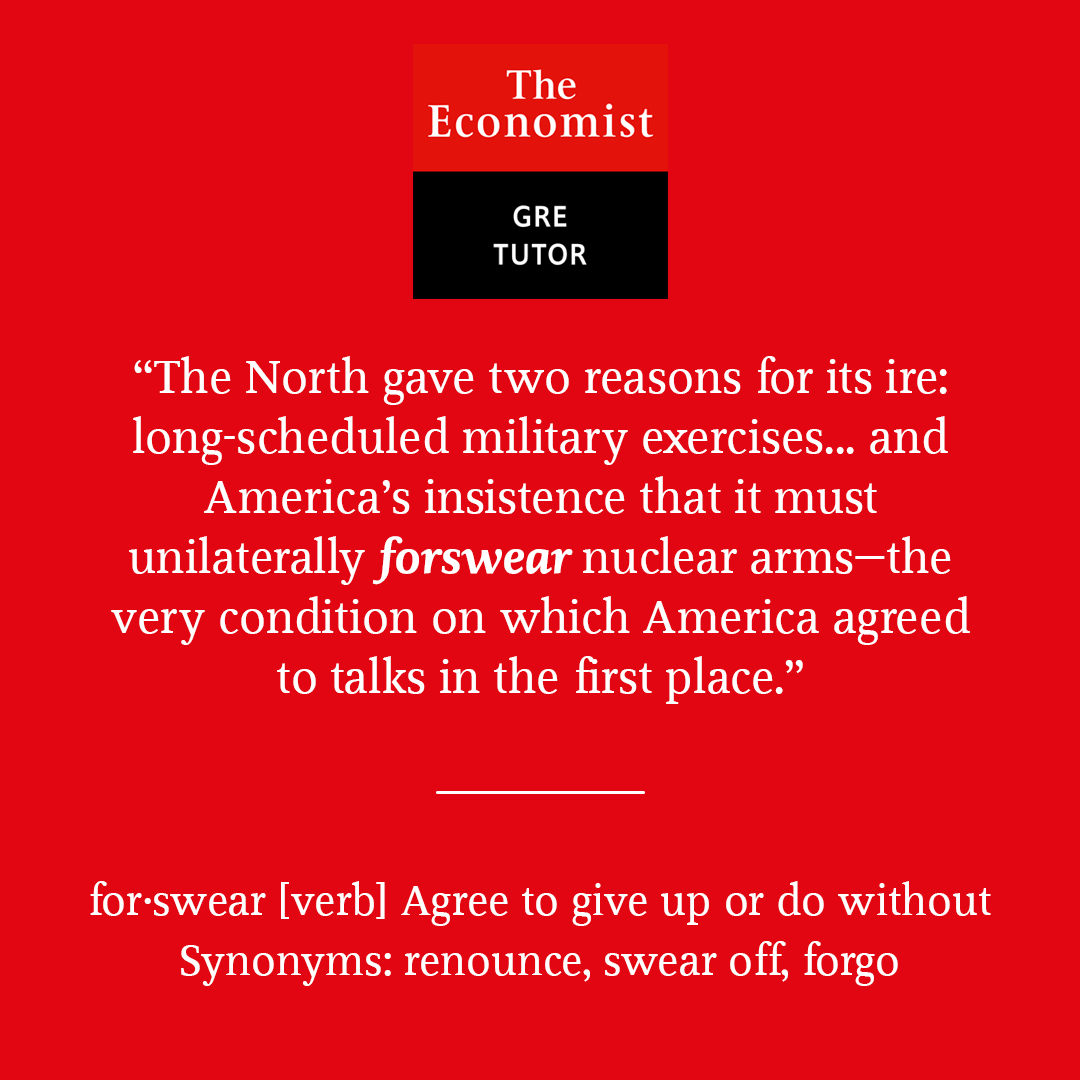 The
Economist
GRE
TUTOR
“The North gave two reasons for its ire:
long-scheduled military exercises... and
America’s insistence that it must
unilaterally forswear nuclear arms—the
very condition on which America agreed
to talks in the first place.”
for·swear [verb] Agree to give up or do without
Synonyms: renounce, swear off, forgo